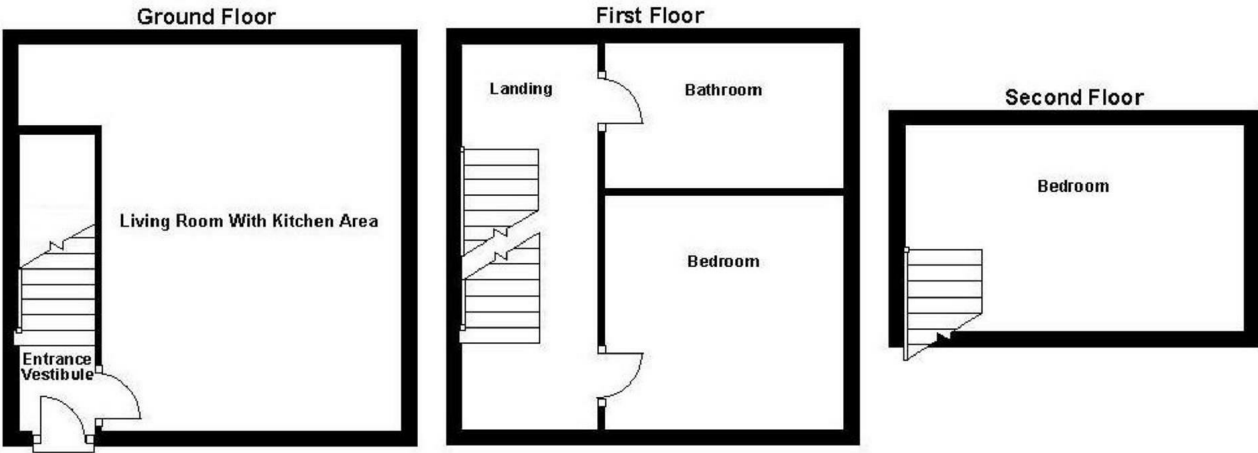 Ground Floor
Living Room With Kitchen Area
Entrance
Vestibule
First Floor
Landing
Bathroom
Bedroom
Second Floor
Bedroom